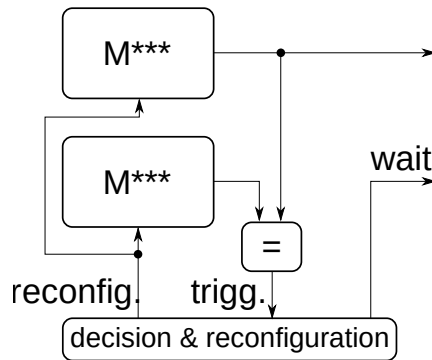 M***
M***
wait
=
reconfig.
trigg.
decision & reconfiguration